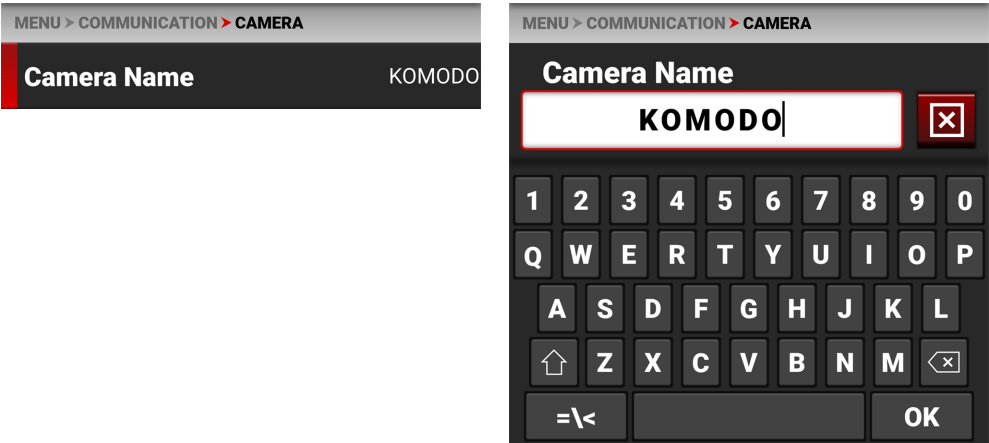 MENU > COMMUNICATION > CAMERA
Camera Name KOMODO
MENU > COMMUNICATION > CAMERA
Camera Name
KOMODO
1 2 3 4 5 6 7 8 9 0
Q W E R T Y U I O P
A S D F G H J K L
Z X C V B N M
=\< OK